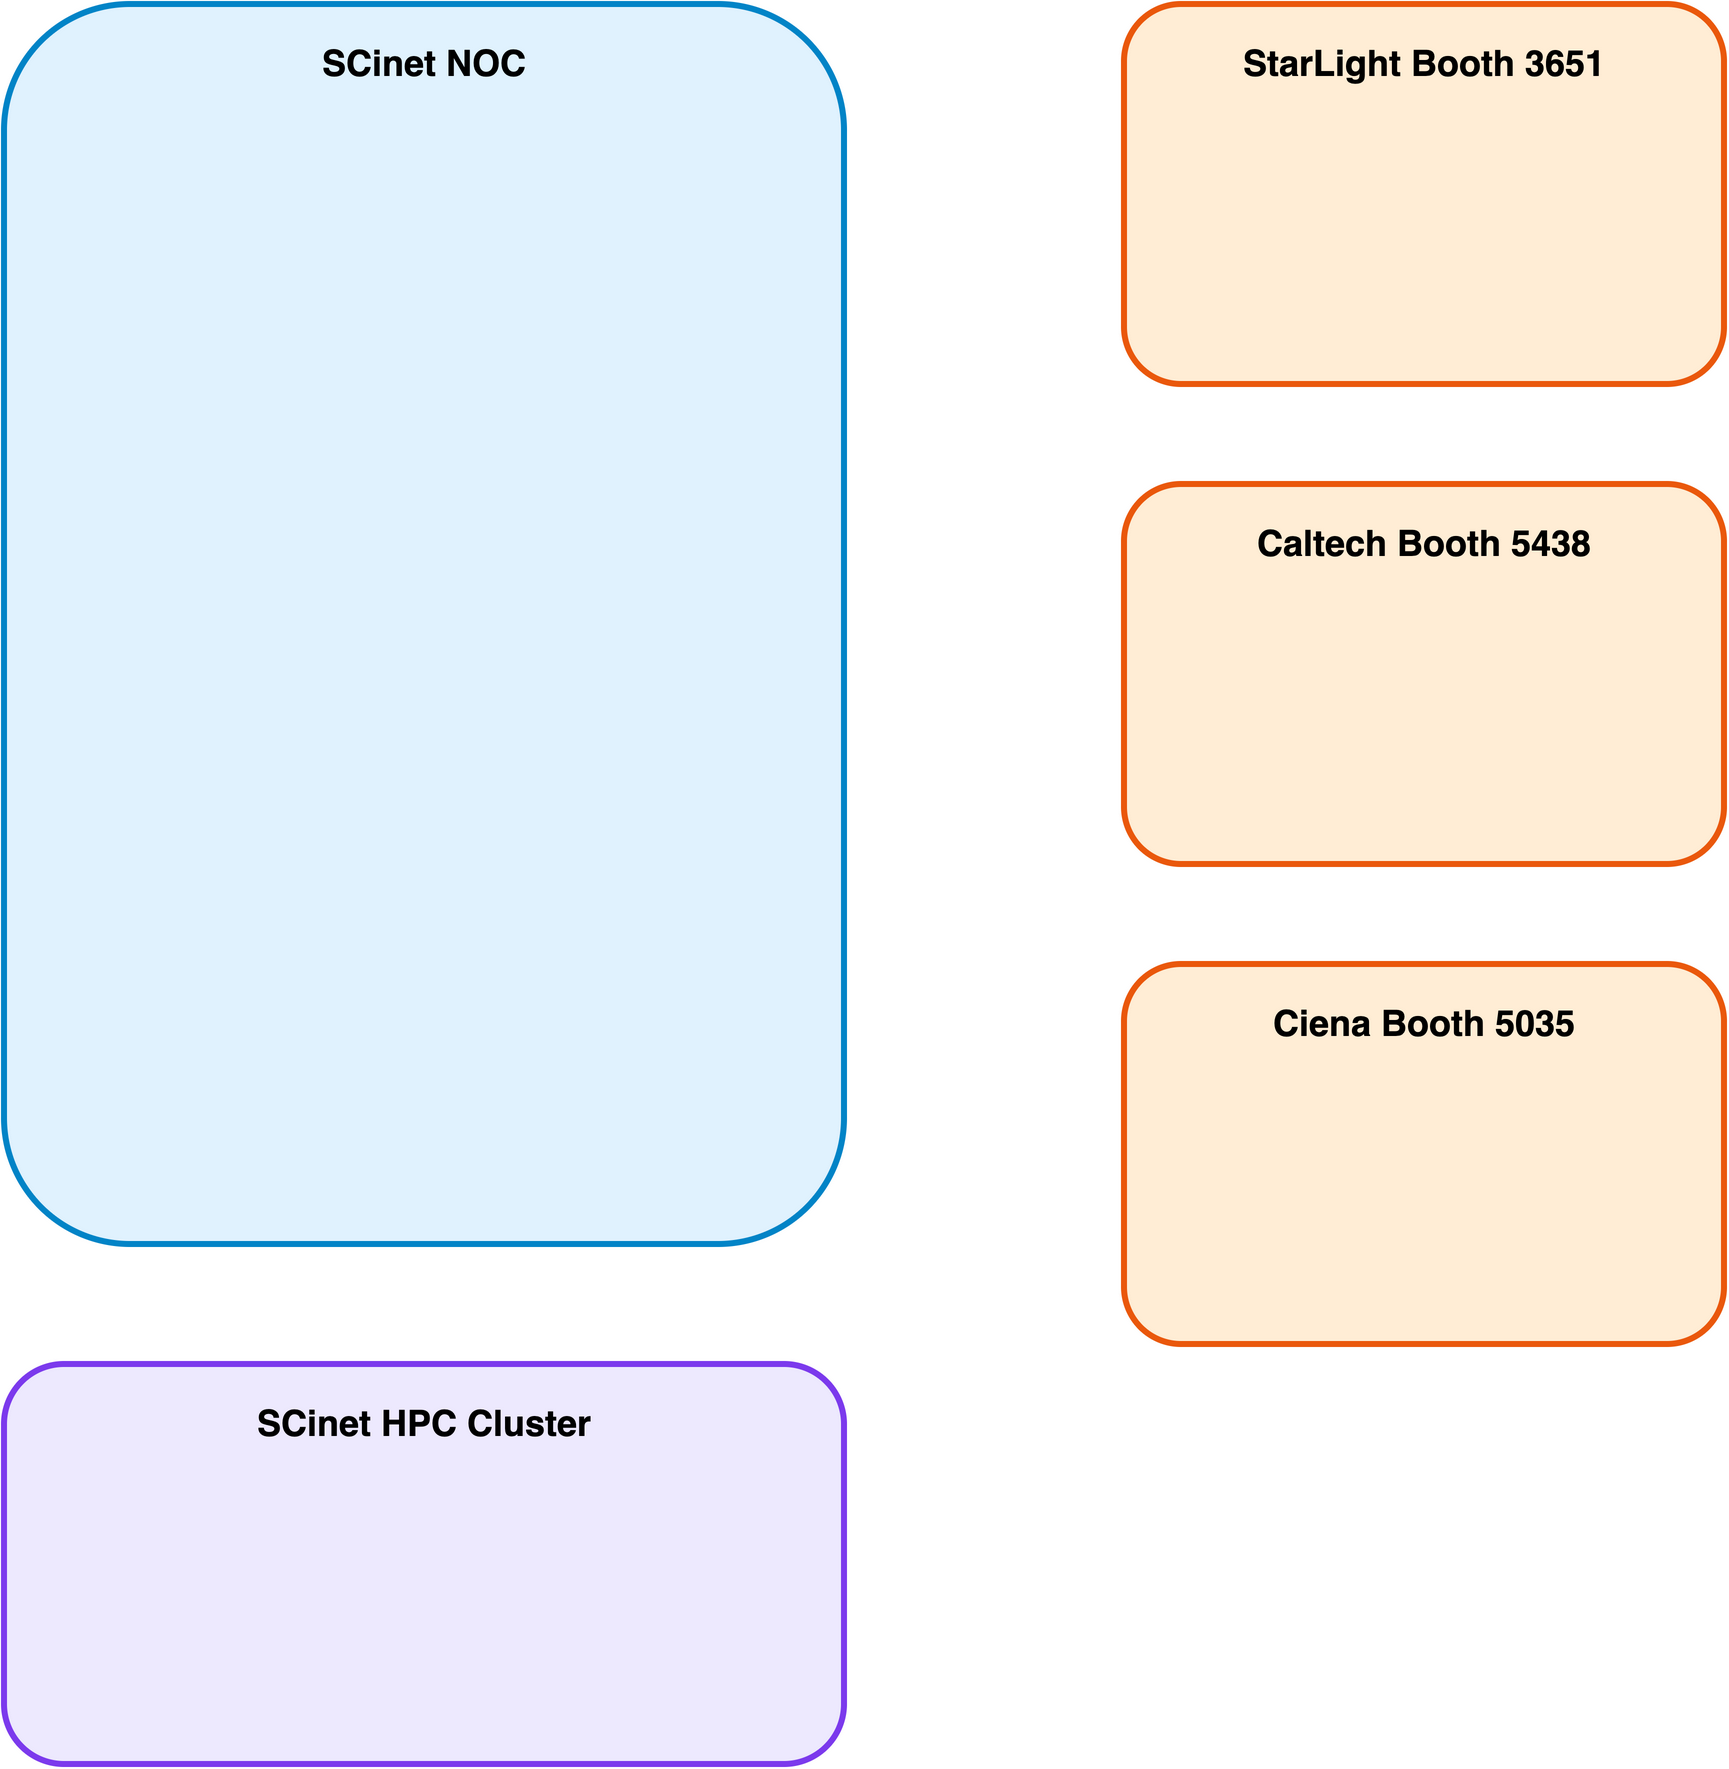 SCinet NOC
StarLight Booth 3651
Caltech Booth 5438
Ciena Booth 5035
SCinet HPC Cluster